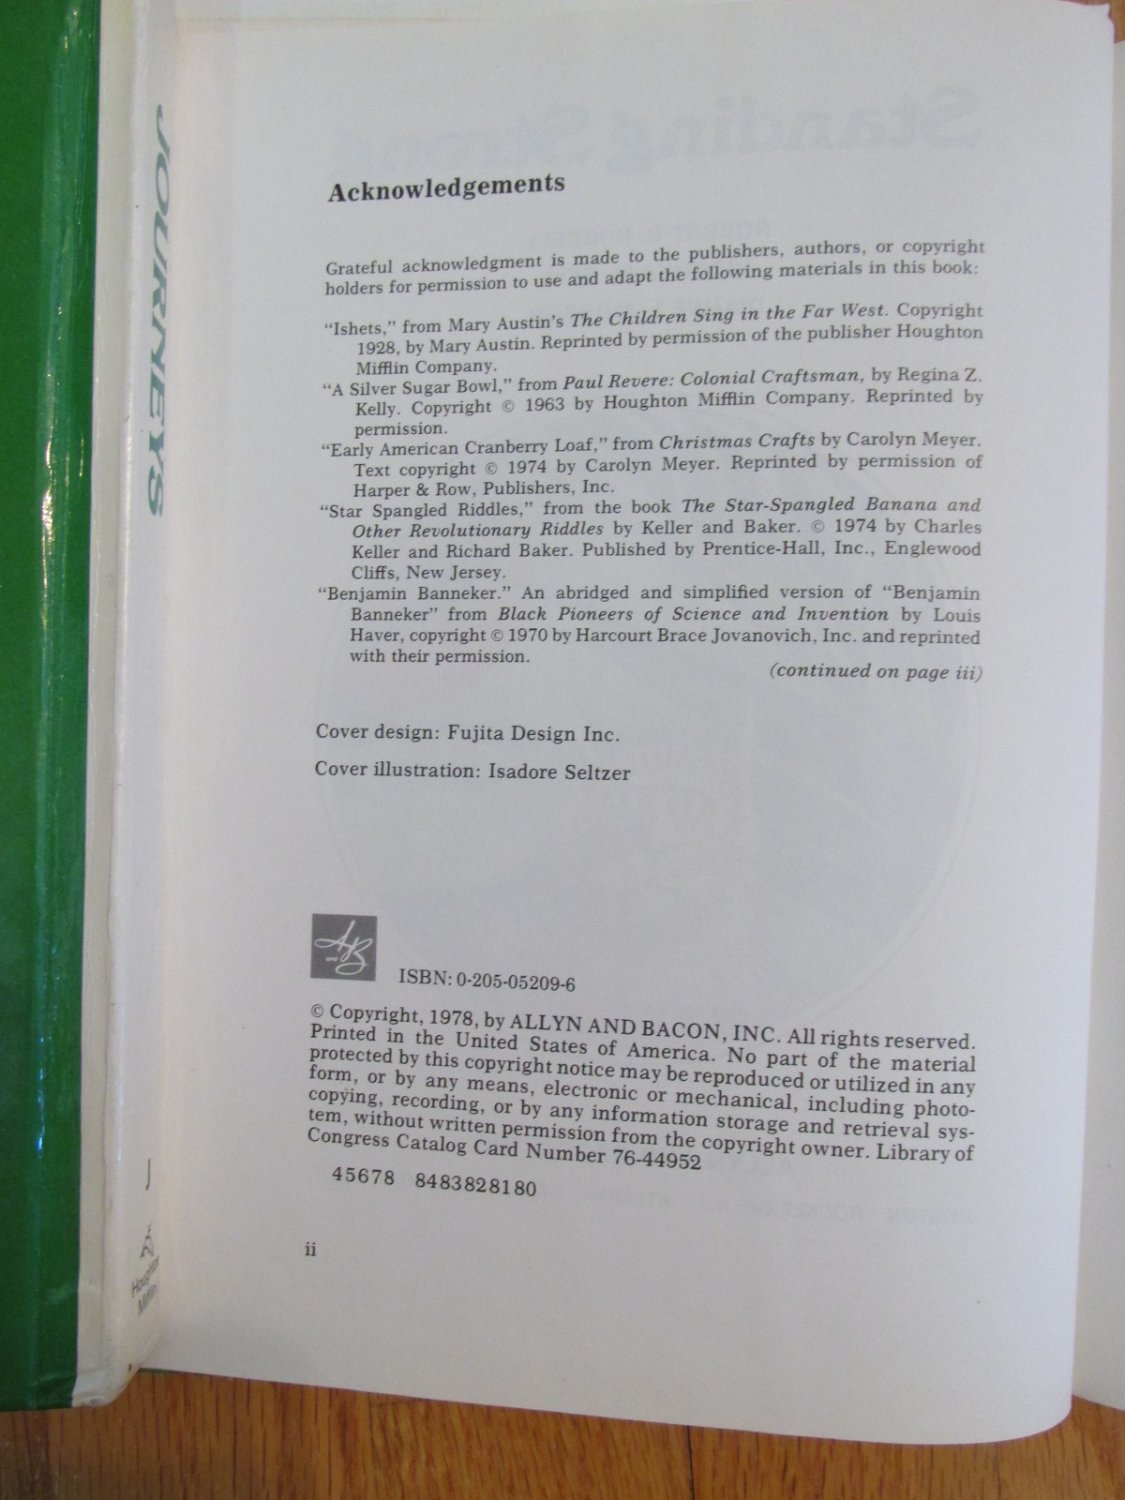 JOURNEYS
J
Houghton
Mifflin
Standing Strong
Acknowledgements
Grateful acknowledgment is made to the publishers, authors, or copyright
holders for permission to use and adapt the following materials in this book:
“Ishets,” from Mary Austin’s The Children Sing in the Far West. Copyright
1928, by Mary Austin. Reprinted by permission of the publisher Houghton
Mifflin Company.
“A Silver Sugar Bowl,” from Paul Revere: Colonial Craftsman, by Regina Z.
Kelly. Copyright © 1963 by Houghton Mifflin Company. Reprinted by
permission.
“Early American Cranberry Loaf,” from Christmas Crafts by Carolyn Meyer.
Text copyright © 1974 by Carolyn Meyer. Reprinted by permission of
Harper & Row, Publishers, Inc.
“Star Spangled Riddles,” from the book The Star-Spangled Banana and
Other Revolutionary Riddles by Keller and Baker. © 1974 by Charles
Keller and Richard Baker. Published by Prentice-Hall, Inc., Englewood
Cliffs, New Jersey.
“Benjamin Banneker.” An abridged and simplified version of “Benjamin
Banneker” from Black Pioneers of Science and Invention by Louis
Haver, copyright © 1970 by Harcourt Brace Jovanovich, Inc. and reprinted
with their permission.
(continued on page iii)
Cover design: Fujita Design Inc.
Cover illustration: Isadore Seltzer
A and B
ISBN: 0-205-05209-6
© Copyright, 1978, by ALLYN AND BACON, INC. All rights reserved.
Printed in the United States of America. No part of the material
protected by this copyright notice may be reproduced or utilized in any
form, or by any means, electronic or mechanical, including photo-
copying, recording, or by any information storage and retrieval sys-
tem, without written permission from the copyright owner. Library of
Congress Catalog Card Number 76-44952
45678 8483828180
ii